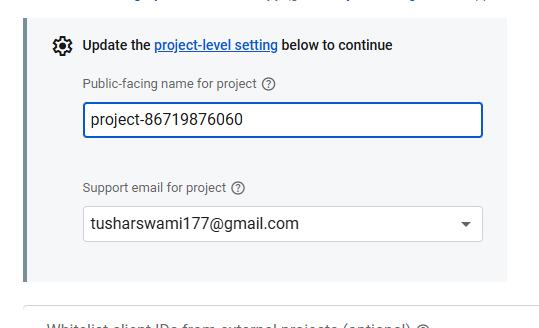 Update the project-level setting below to continue
Public-facing name for project
project-86719876060
Support email for project
tusharswami177@gmail.com
Whitelist client IDs from external projects (optional)